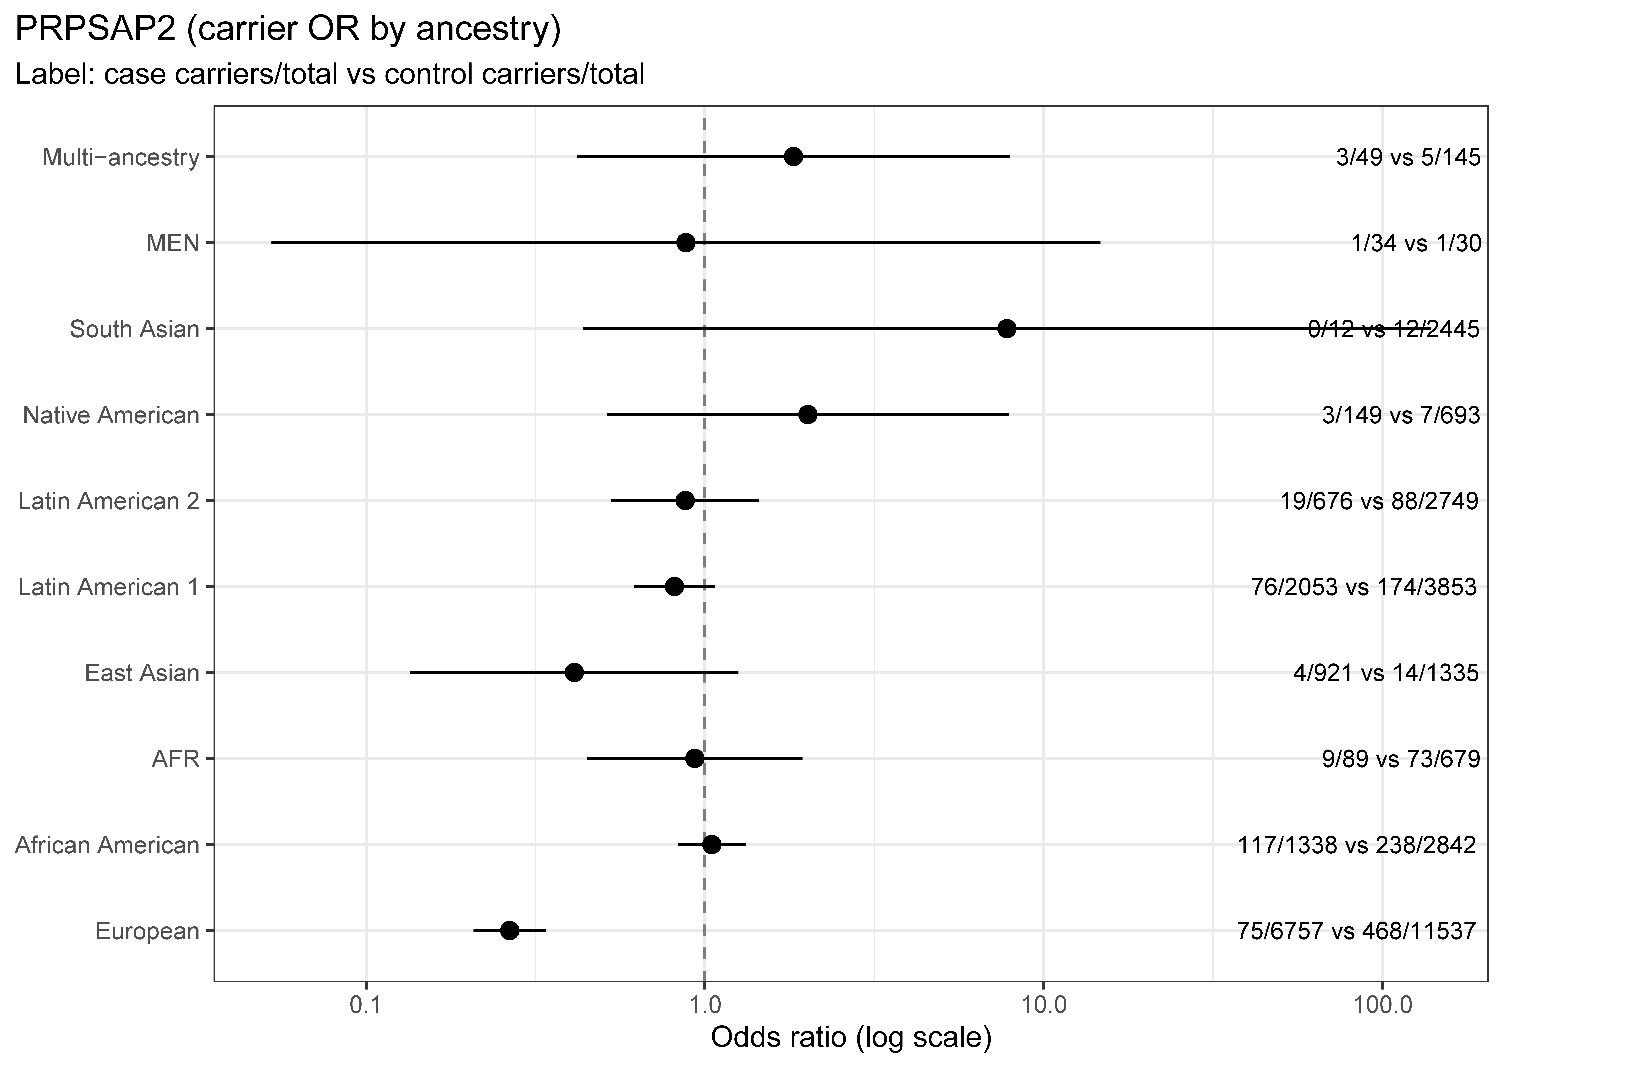 PRPSAP2 (carrier OR by ancestry)
Label: case carriers/total vs control carriers/total
Multi−ancestry 3/49 vs 5/145
MEN 1/34 vs 1/30
South Asian 0/12 vs 12/2445
Native American 3/149 vs 7/693
Latin American 2 19/676 vs 88/2749
Latin American 1 76/2053 vs 174/3853
East Asian 4/921 vs 14/1335
AFR 9/89 vs 73/679
African American 117/1338 vs 238/2842
European 75/6757 vs 468/11537
0.1 1.0 10.0 100.0
Odds ratio (log scale)